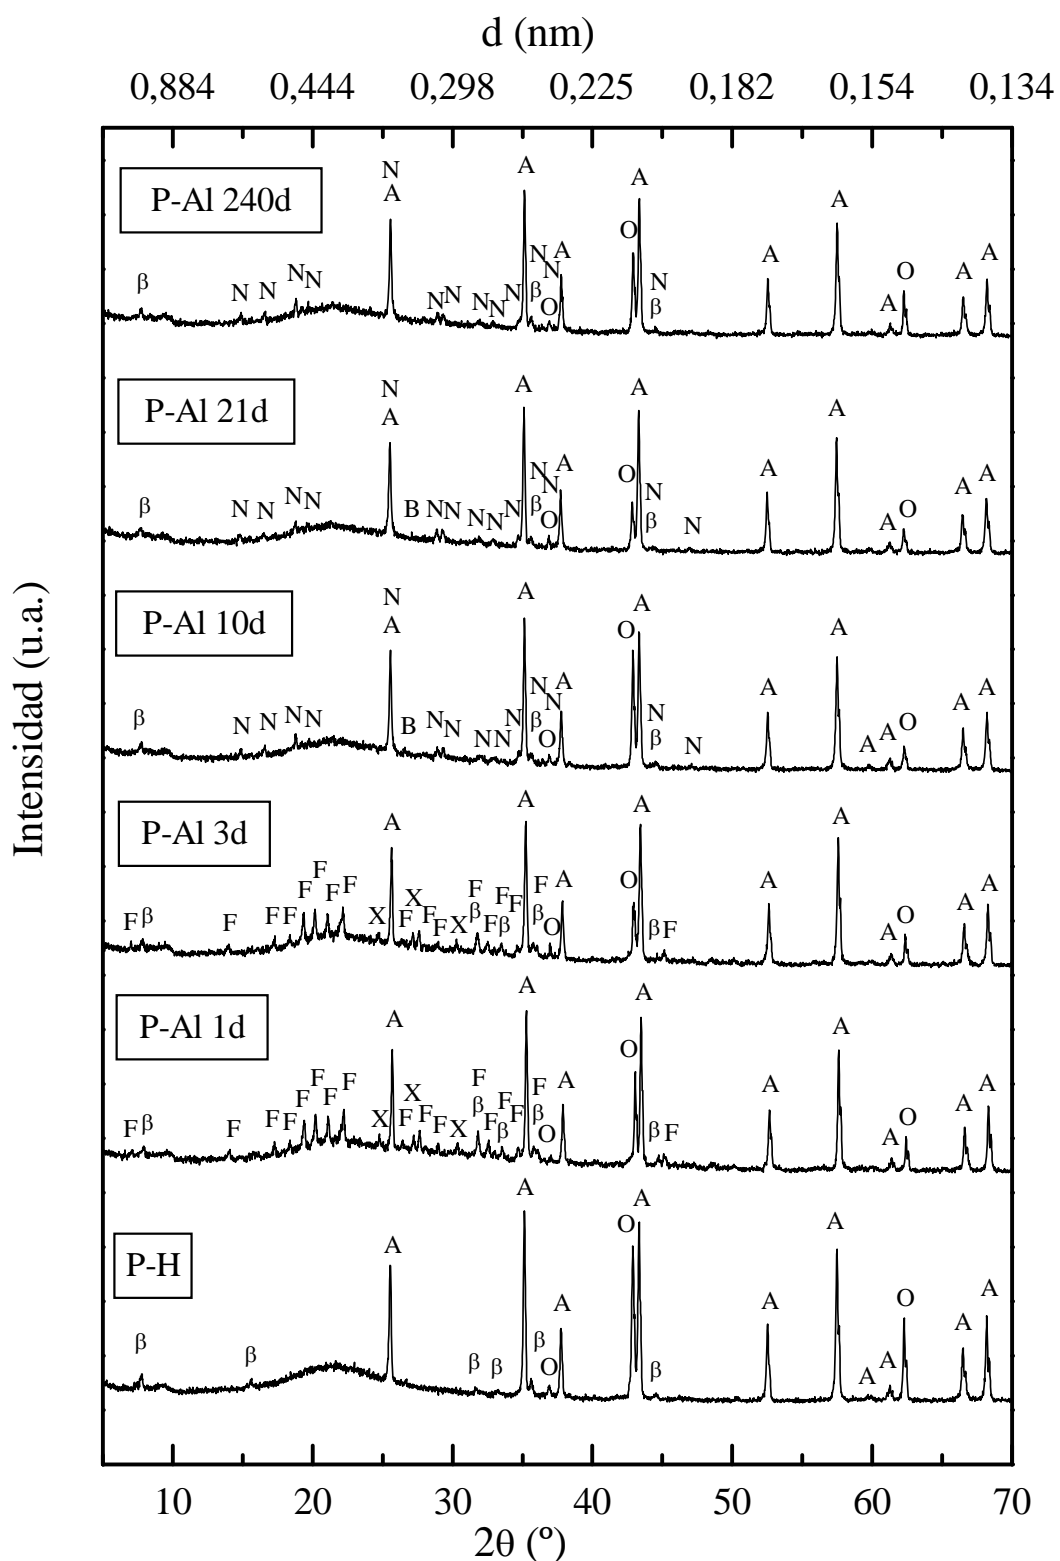 d (nm)
0,884 0,444 0,298 0,225 0,182 0,154 0,134
P-Al 240d
β N N N N N A N N N N N A N β N O A O A N β A A A O A A
P-Al 21d
β N N N N N A B N N N N N A N β N O A O A N β N A A A O A A
P-Al 10d
β N N N N N A B N N N N N A N β N O A O A N β N A A A A O A A
P-Al 3d
F β F F F F F F F X A F X F F X F β F F β F A F β O A O A β F A A A O A A
P-Al 1d
F β F F F F F F F X A F X F F X F β F F β F A F β O A O A β F A A A O A A
P-H
β β A β β A β O A O A β A A A A O A A
Intensidad (u.a.)
10 20 30 40 50 60 70
2θ (º)